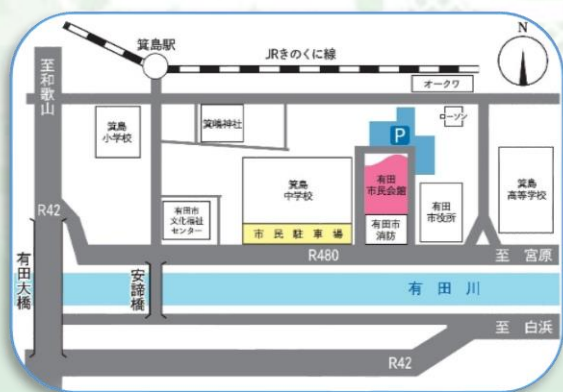 N
箕島駅
JRきのくに線
至和歌山
オークワ
箕島
小学校
箕嶋神社
P
ローソン
箕島
中学校
有田
市民会館
有田
市役所
箕島
高等学校
有田市
文化福祉
センター
市民駐車場
有田市
消防
R42
R480
至 宮原
有田大橋
安諦橋
有田川
至 白浜
R42